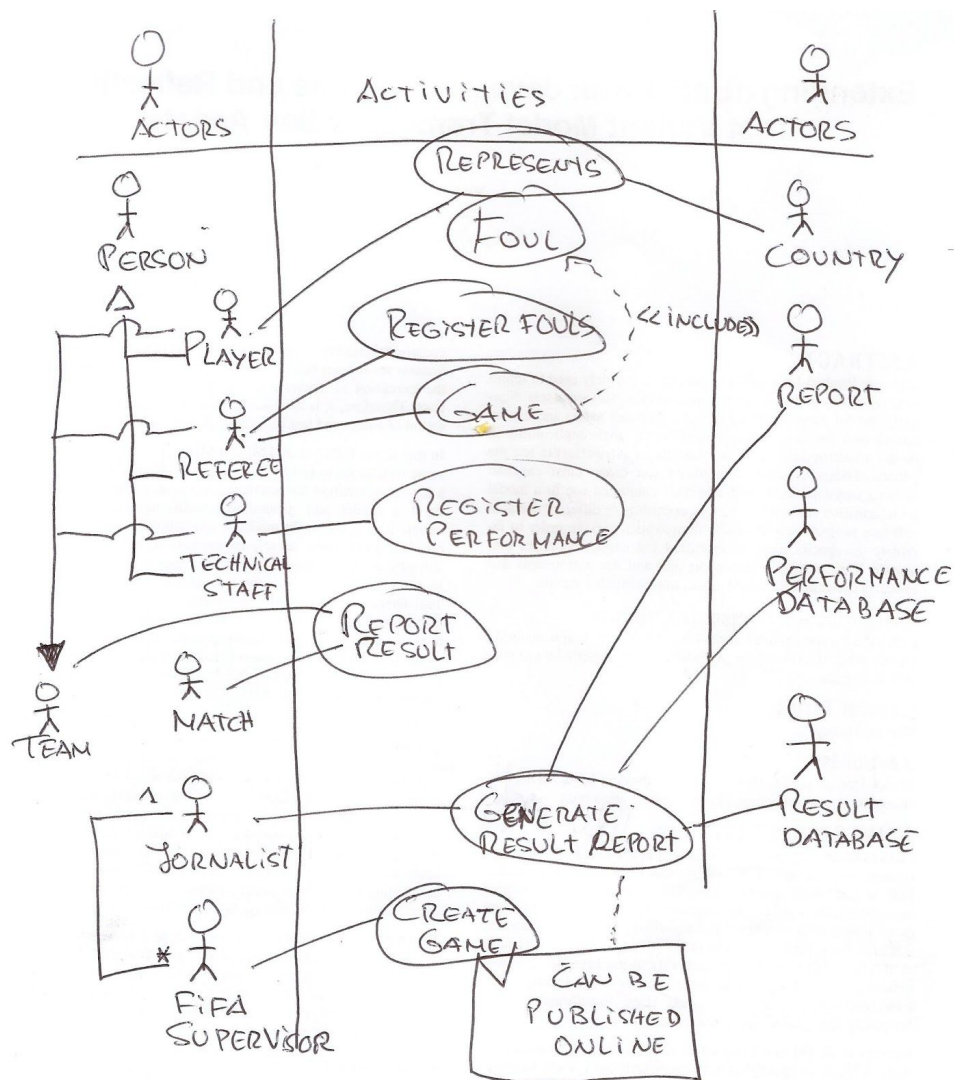 ACTORS
ACTIVITIES
ACTORS
REPRESENTS
PERSON
FOUL
COUNTRY
PLAYER
REGISTER FOULS
<< INCLUDE>>
GAME
REPORT
REFEREE
REGISTER
PERFORMANCE
TECHNICAL
STAFF
PERFORMANCE
DATABASE
REPORT
RESULT
TEAM
MATCH
1
JORNALIST
GENERATE
RESULT REPORT
RESULT
DATABASE
*
FIFA
SUPERVISOR
CREATE
GAME
CAN BE
PUBLISHED
ONLINE